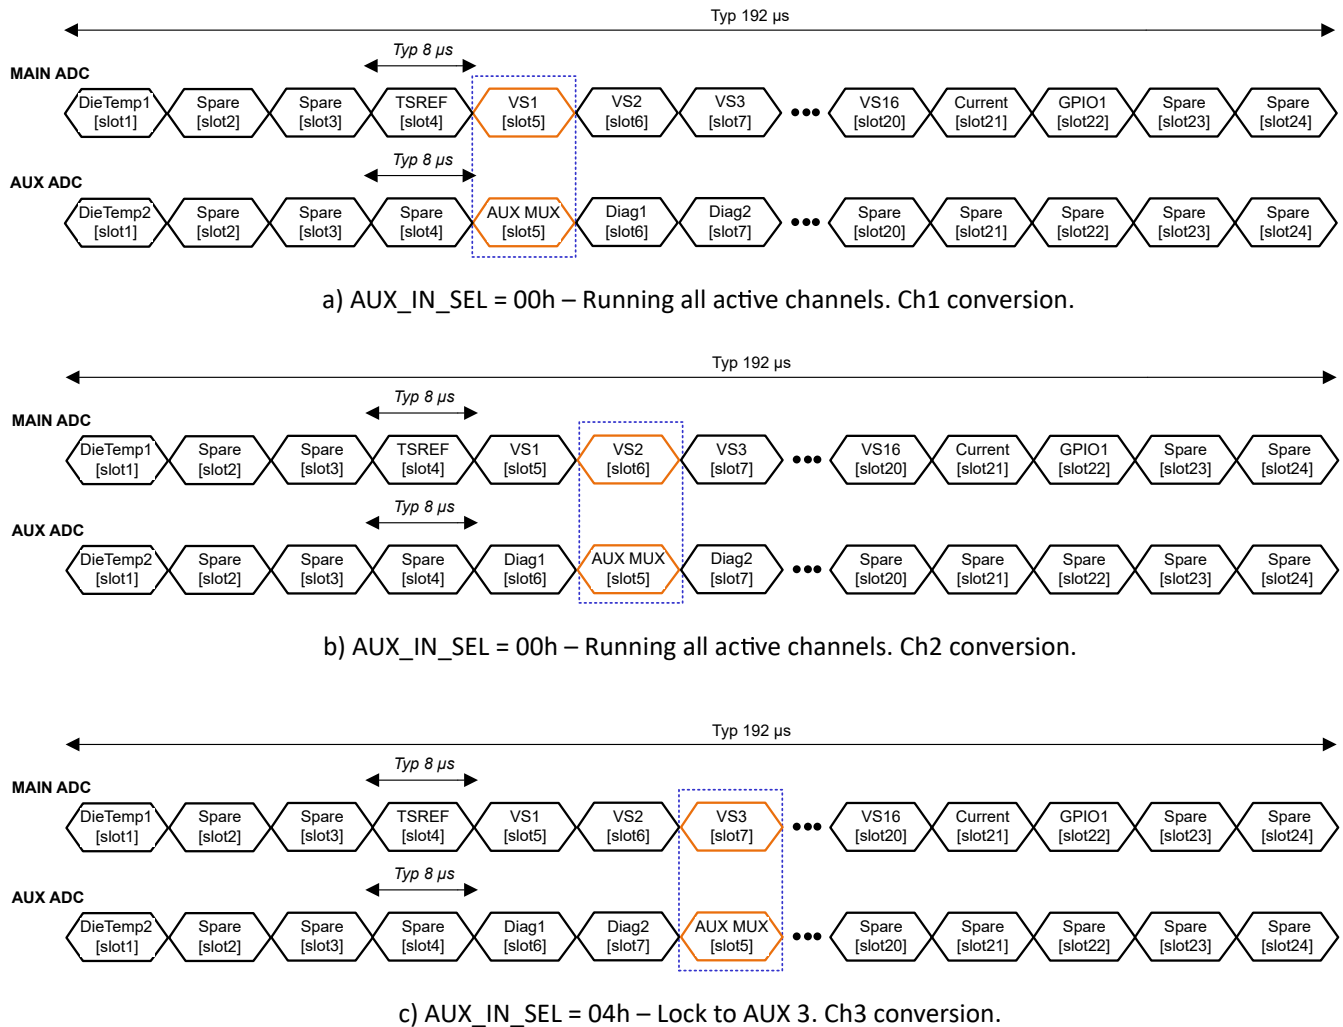 Typ 192 µs
Typ 8 µs
MAIN ADC
DieTemp1 Spare Spare TSREF VS1 VS2 VS3 VS16 Current GPIO1 Spare Spare
[slot1] [slot2] [slot3] [slot4] [slot5] [slot6] [slot7] [slot20] [slot21] [slot22] [slot23] [slot24]
Typ 8 µs
AUX ADC
DieTemp2 Spare Spare Spare AUX MUX Diag1 Diag2 Spare Spare Spare Spare Spare
[slot1] [slot2] [slot3] [slot4] [slot5] [slot6] [slot7] [slot20] [slot21] [slot22] [slot23] [slot24]
a) AUX_IN_SEL = 00h – Running all active channels. Ch1 conversion.
Typ 192 µs
Typ 8 µs
MAIN ADC
DieTemp1 Spare Spare TSREF VS1 VS2 VS3 VS16 Current GPIO1 Spare Spare
[slot1] [slot2] [slot3] [slot4] [slot5] [slot6] [slot7] [slot20] [slot21] [slot22] [slot23] [slot24]
Typ 8 µs
AUX ADC
DieTemp2 Spare Spare Spare Diag1 AUX MUX Diag2 Spare Spare Spare Spare Spare
[slot1] [slot2] [slot3] [slot4] [slot6] [slot5] [slot7] [slot20] [slot21] [slot22] [slot23] [slot24]
b) AUX_IN_SEL = 00h – Running all active channels. Ch2 conversion.
Typ 192 µs
Typ 8 µs
MAIN ADC
DieTemp1 Spare Spare TSREF VS1 VS2 VS3 VS16 Current GPIO1 Spare Spare
[slot1] [slot2] [slot3] [slot4] [slot5] [slot6] [slot7] [slot20] [slot21] [slot22] [slot23] [slot24]
Typ 8 µs
AUX ADC
DieTemp2 Spare Spare Spare Diag1 Diag2 AUX MUX Spare Spare Spare Spare Spare
[slot1] [slot2] [slot3] [slot4] [slot6] [slot7] [slot5] [slot20] [slot21] [slot22] [slot23] [slot24]
c) AUX_IN_SEL = 04h – Lock to AUX 3. Ch3 conversion.